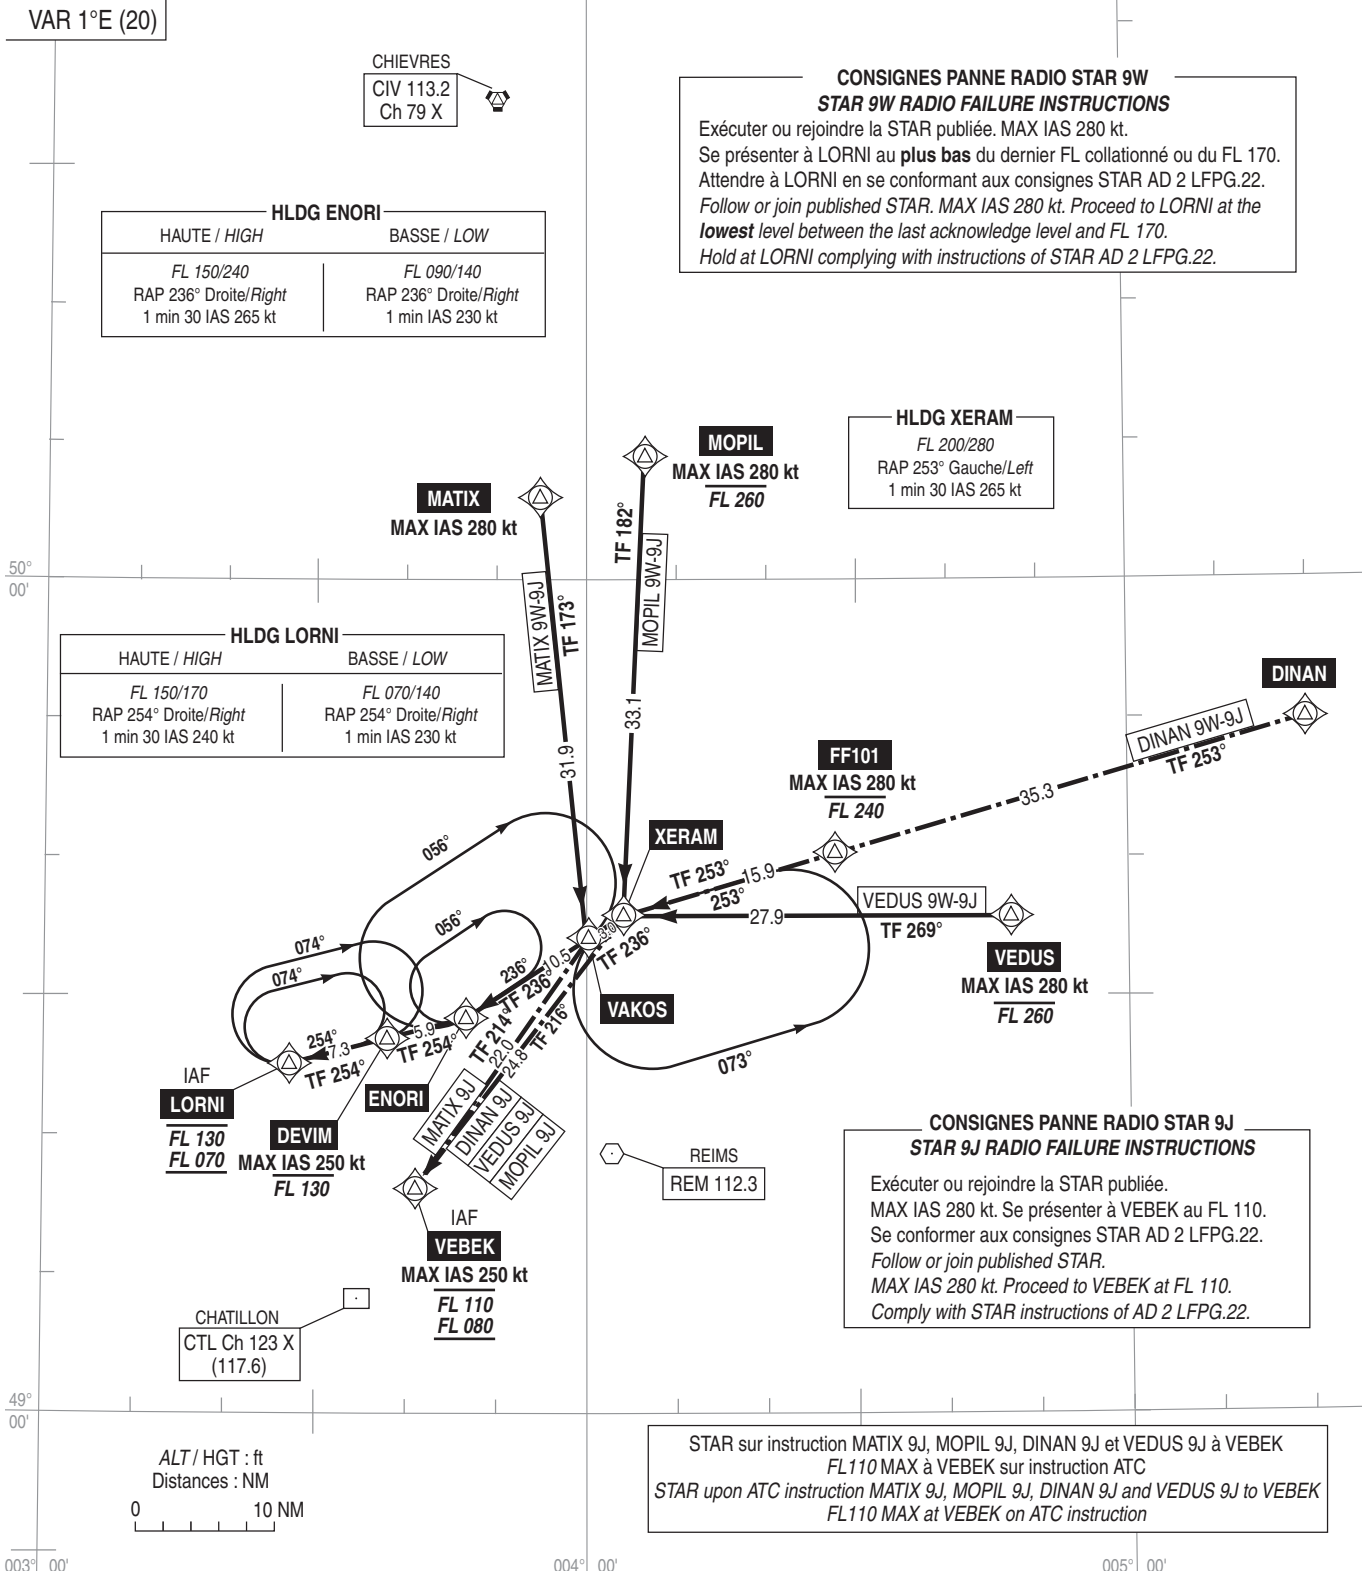 VAR 1°E (20)
CHIEVRES
CIV 113.2
Ch 79 X
CONSIGNES PANNE RADIO STAR 9W
STAR 9W RADIO FAILURE INSTRUCTIONS
Exécuter ou rejoindre la STAR publiée. MAX IAS 280 kt.
Se présenter à LORNI au plus bas du dernier FL collationné ou du FL 170.
Attendre à LORNI en se conformant aux consignes STAR AD 2 LFPG.22.
Follow or join published STAR. MAX IAS 280 kt. Proceed to LORNI at the
lowest level between the last acknowledge level and FL 170.
Hold at LORNI complying with instructions of STAR AD 2 LFPG.22.
HLDG ENORI
HAUTE / HIGH
FL 150/240
RAP 236° Droite/Right
1 min 30 IAS 265 kt
BASSE / LOW
FL 090/140
RAP 236° Droite/Right
1 min IAS 230 kt
HLDG XERAM
FL 200/280
RAP 253° Gauche/Left
1 min 30 IAS 265 kt
MOPIL
MAX IAS 280 kt
FL 260
MATIX
MAX IAS 280 kt
TF 182°
MOPIL 9W-9J
33.1
MATIX 9W-9J
TF 173°
31.9
50°
00'
HLDG LORNI
HAUTE / HIGH
FL 150/170
RAP 254° Droite/Right
1 min 30 IAS 240 kt
BASSE / LOW
FL 070/140
RAP 254° Droite/Right
1 min IAS 230 kt
DINAN
DINAN 9W-9J
TF 253°
35.3
FF101
MAX IAS 280 kt
FL 240
XERAM
TF 253°
15.9
253°
VEDUS 9W-9J
27.9
TF 269°
VEDUS
MAX IAS 280 kt
FL 260
056°
056°
074°
074°
3.0
TF 236°
VAKOS
236°
10.5
TF 236°
073°
254°
7.3
TF 254°
5.9
TF 254°
TF 214°
22.0
TF 216°
24.8
IAF
LORNI
FL 130
FL 070
ENORI
DEVIM
MAX IAS 250 kt
FL 130
MATIX 9J
DINAN 9J
VEDUS 9J
MOPIL 9J
REIMS
REM 112.3
IAF
VEBEK
MAX IAS 250 kt
FL 110
FL 080
CONSIGNES PANNE RADIO STAR 9J
STAR 9J RADIO FAILURE INSTRUCTIONS
Exécuter ou rejoindre la STAR publiée.
MAX IAS 280 kt. Se présenter à VEBEK au FL 110.
Se conformer aux consignes STAR AD 2 LFPG.22.
Follow or join published STAR.
MAX IAS 280 kt. Proceed to VEBEK at FL 110.
Comply with STAR instructions of AD 2 LFPG.22.
CHATILLON
CTL Ch 123 X
(117.6)
49°
00'
ALT / HGT : ft
Distances : NM
0 10 NM
STAR sur instruction MATIX 9J, MOPIL 9J, DINAN 9J et VEDUS 9J à VEBEK
FL110 MAX à VEBEK sur instruction ATC
STAR upon ATC instruction MATIX 9J, MOPIL 9J, DINAN 9J and VEDUS 9J to VEBEK
FL110 MAX at VEBEK on ATC instruction
003° 00'
004° 00'
005° 00'